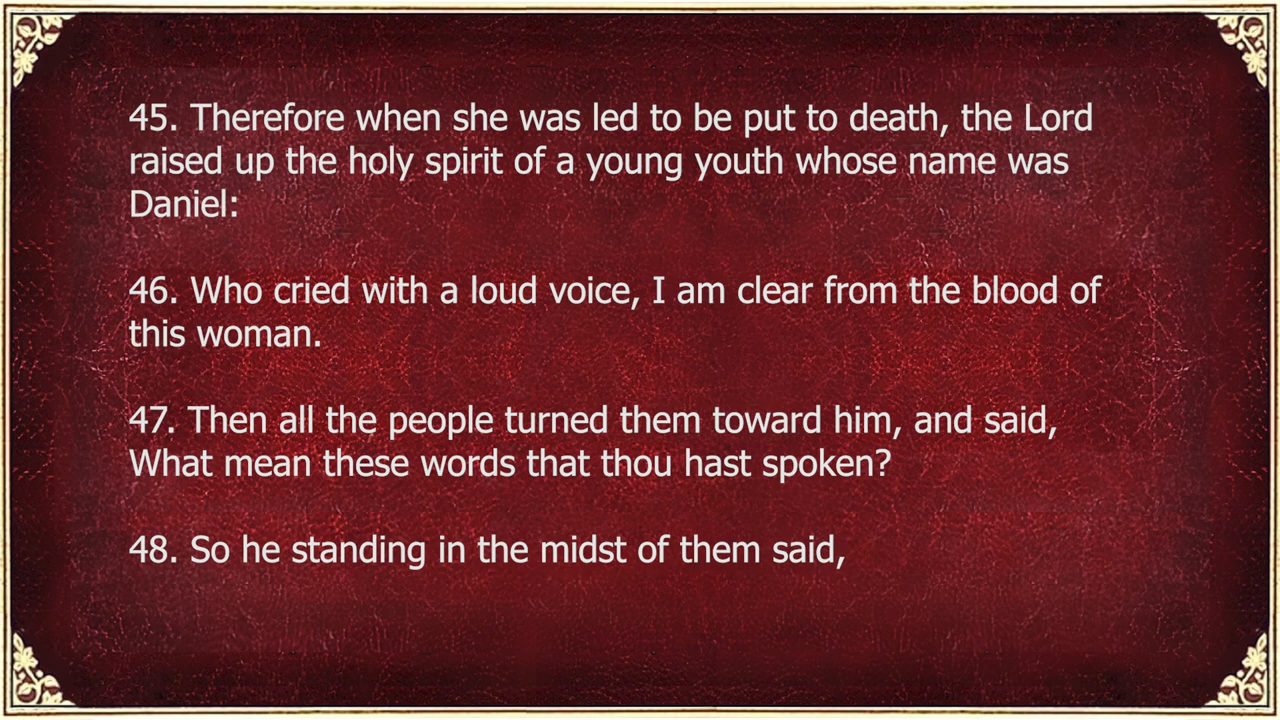 45. Therefore when she was led to be put to death, the Lord
raised up the holy spirit of a young youth whose name was
Daniel:
46. Who cried with a loud voice, I am clear from the blood of
this woman.
47. Then all the people turned them toward him, and said,
What mean these words that thou hast spoken?
48. So he standing in the midst of them said,